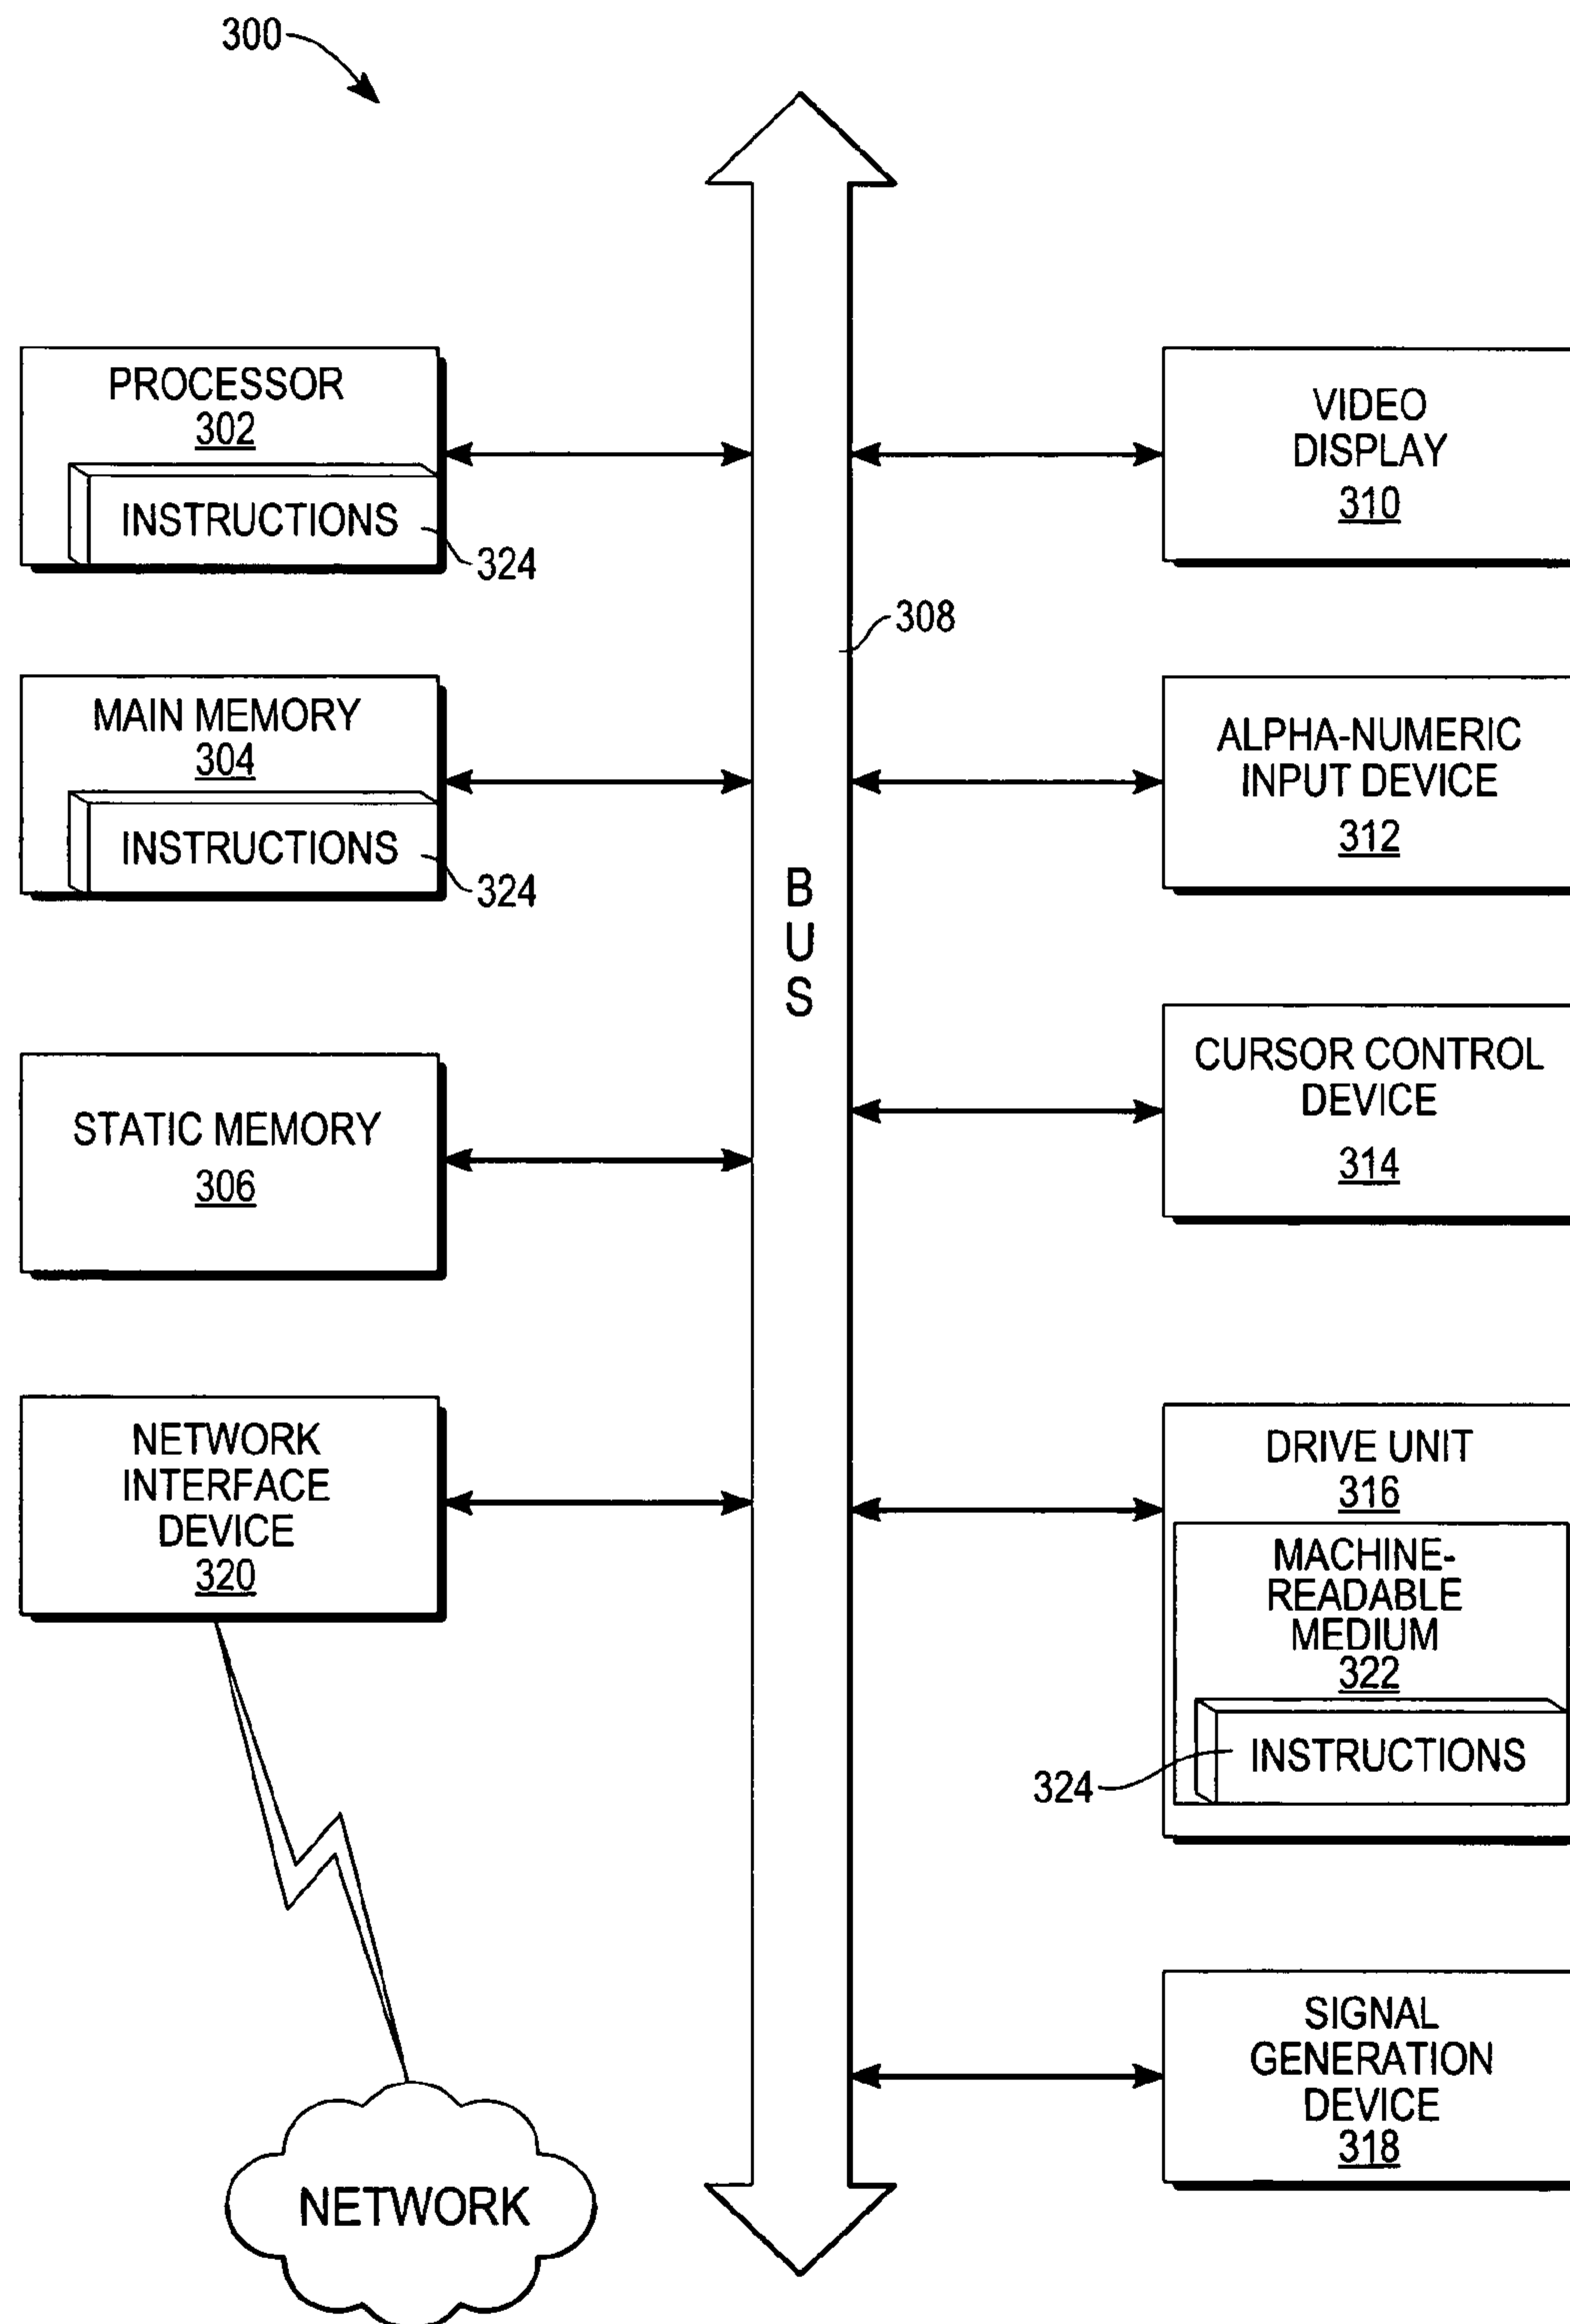 300
PROCESSOR
302
INSTRUCTIONS
324
MAIN MEMORY
304
INSTRUCTIONS
324
STATIC MEMORY
306
NETWORK
INTERFACE
DEVICE
320
NETWORK
308
BUS
VIDEO
DISPLAY
310
ALPHA-NUMERIC
INPUT DEVICE
312
CURSOR CONTROL
DEVICE
314
DRIVE UNIT
316
MACHINE-
READABLE
MEDIUM
322
INSTRUCTIONS
324
SIGNAL
GENERATION
DEVICE
318